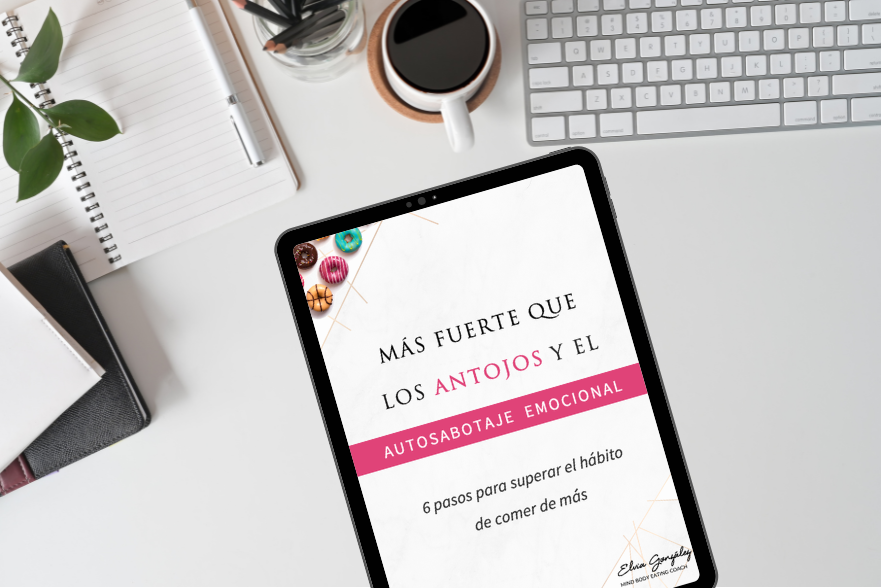 MÁS FUERTE QUE
LOS ANTOJOS Y EL
AUTOSABOTAJE EMOCIONAL
6 pasos para superar el hábito
de comer de más
Elvia González
MIND BODY EATING COACH
Q W E R T Y U I O P
A S D F G H J K L
Z X C V B N M